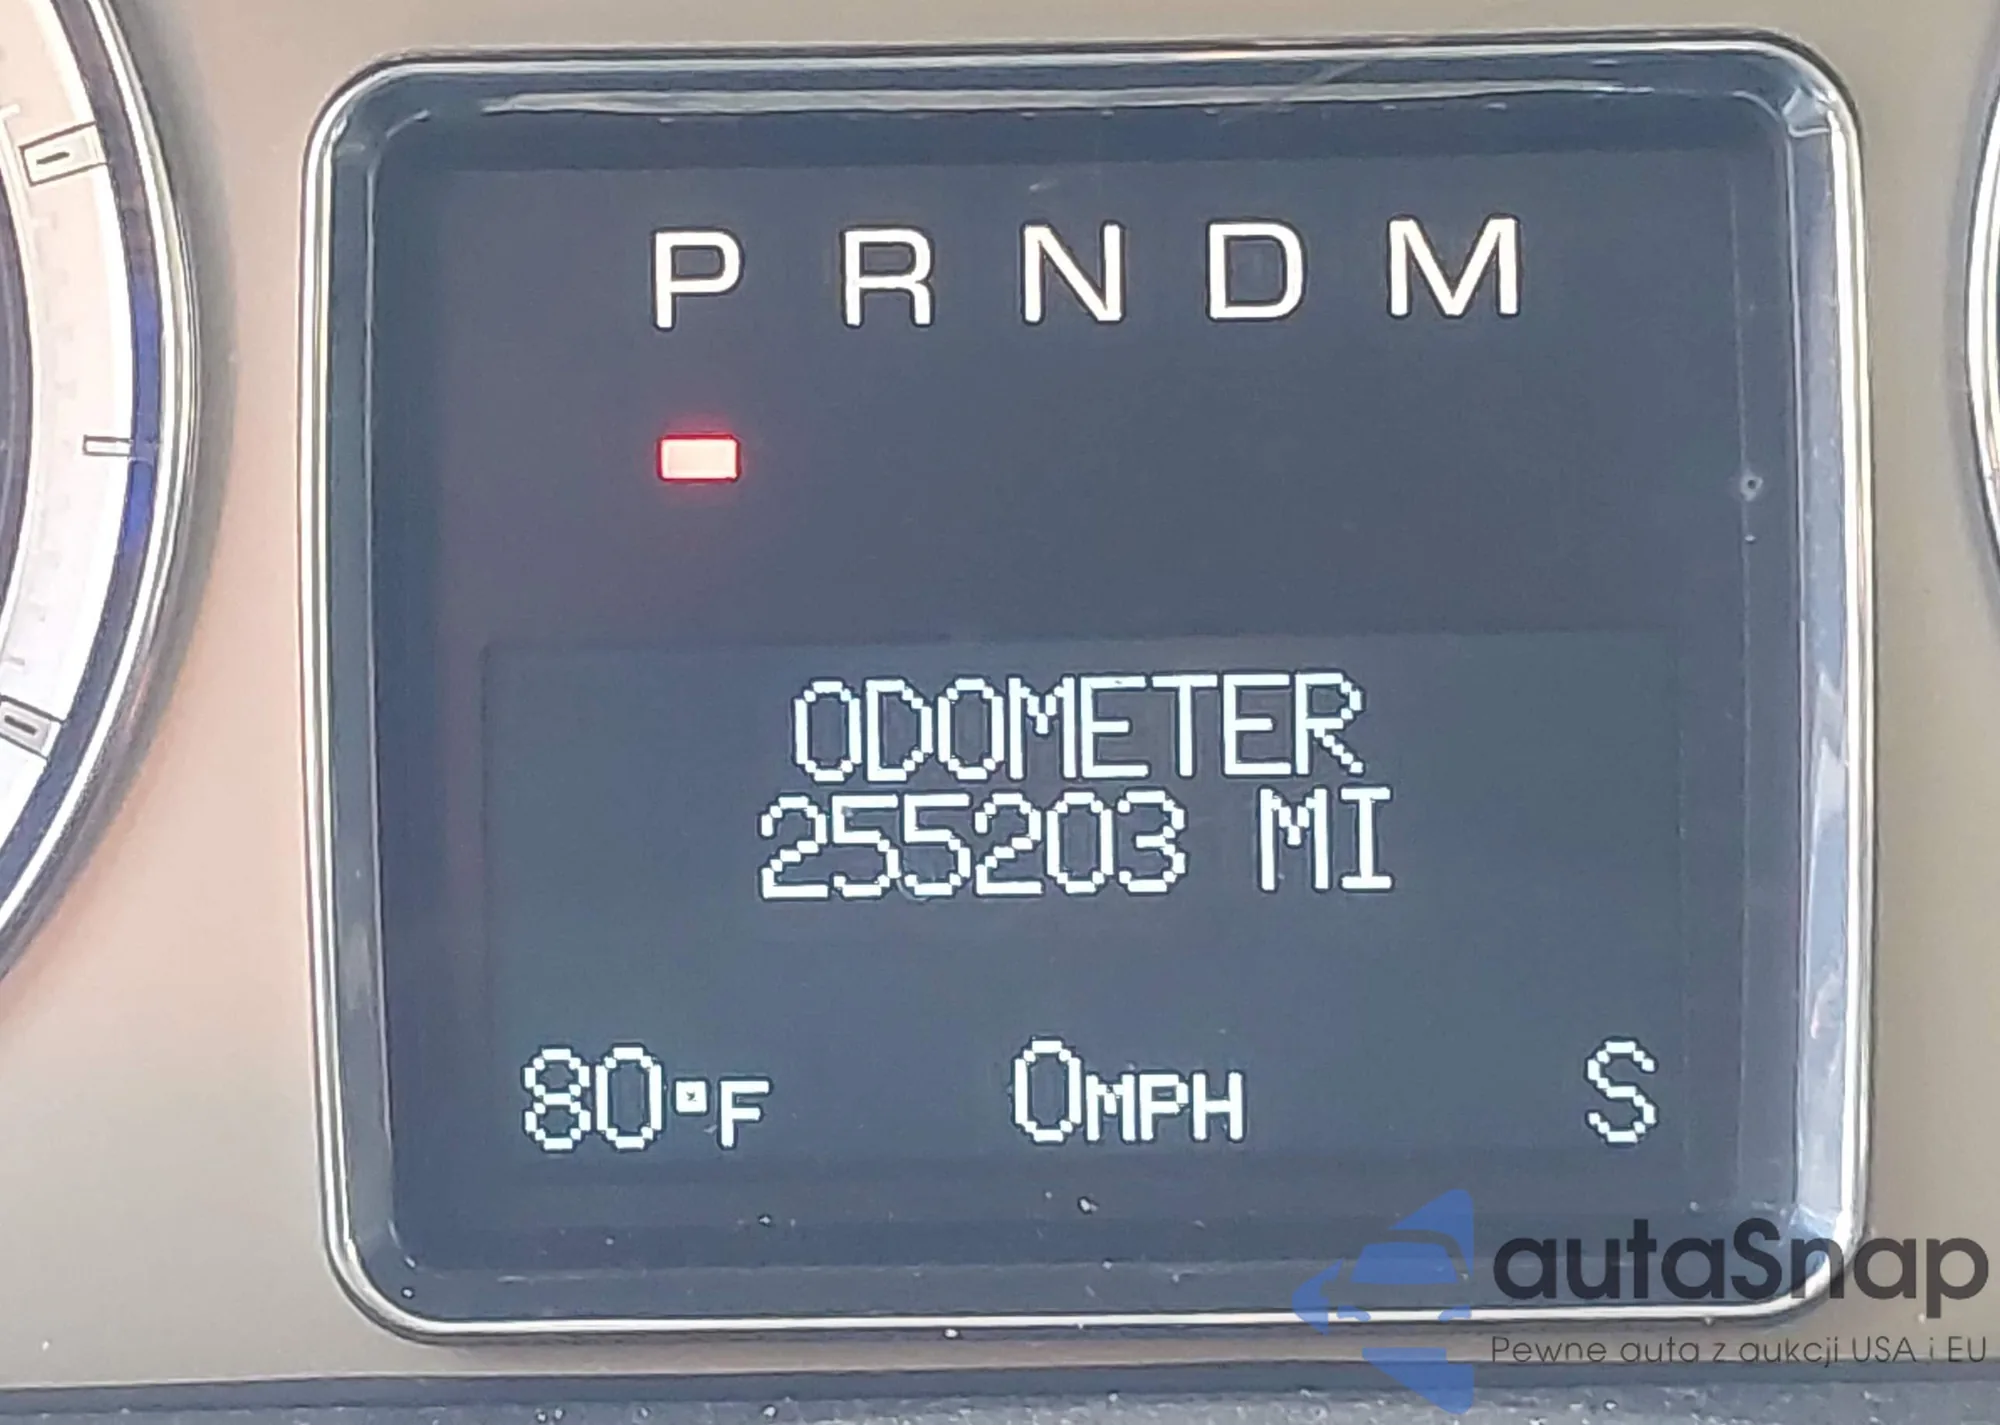 P R N D M
ODOMETER
255203 MI
80°F 0MPH S
autaSnap
Pewne auta z aukcji USA i EU